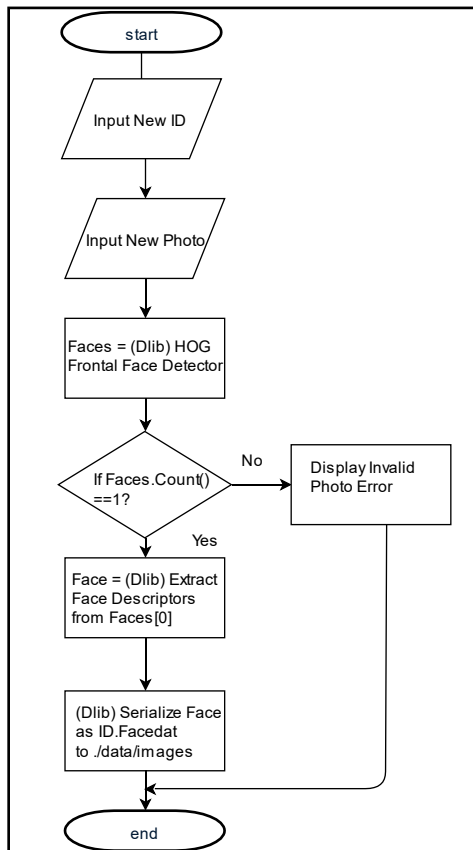 start
Input New ID
Input New Photo
Faces = (Dlib) HOG
Frontal Face Detector
If Faces.Count()
==1?
No
Display Invalid
Photo Error
Yes
Face = (Dlib) Extract
Face Descriptors
from Faces[0]
(Dlib) Serialize Face
as ID.Facedat
to ./data/images
end